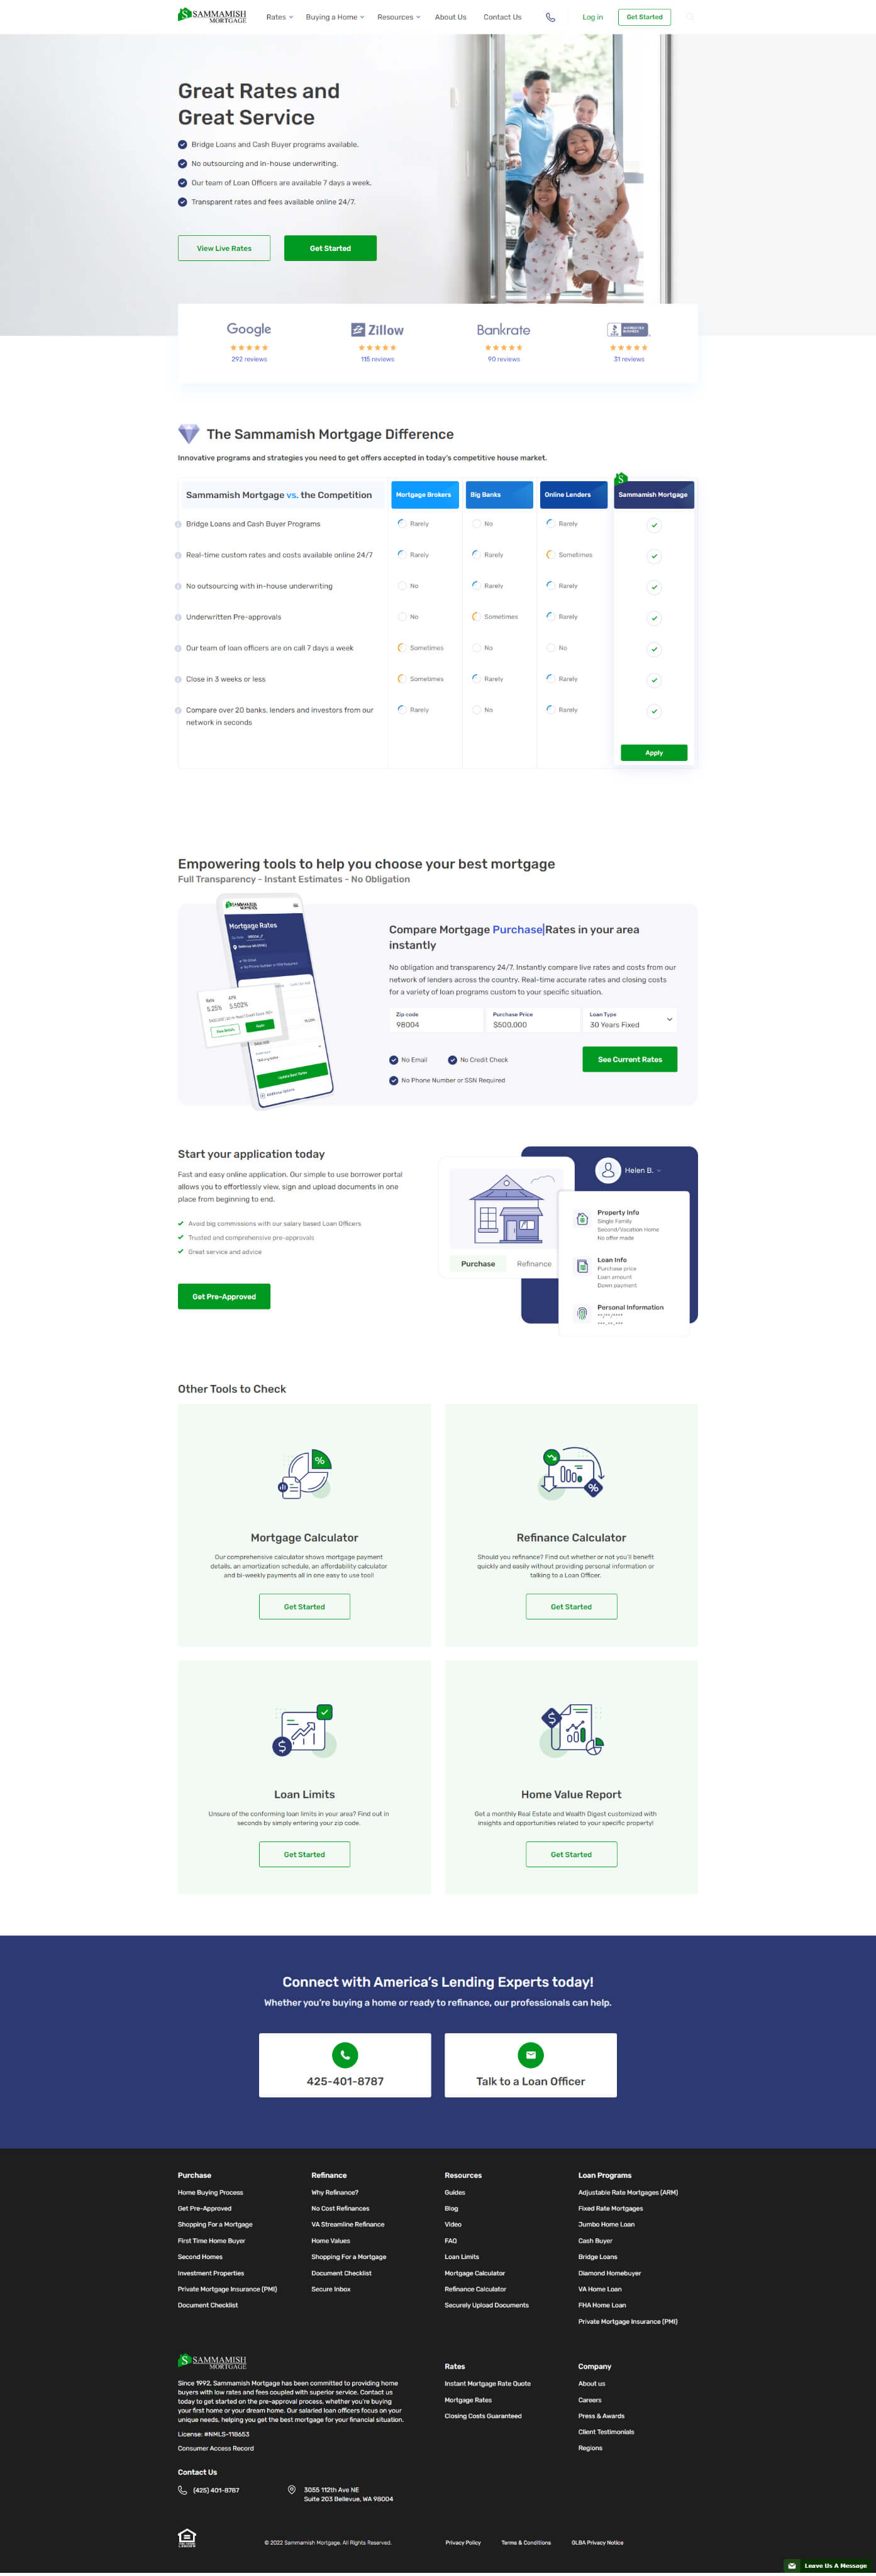 SAMMAMISH
MORTGAGE
Rates
Buying a Home
Resources
About Us
Contact Us
Log in
Get Started
Great Rates and
Great Service
Bridge Loans and Cash Buyer programs available.
No outsourcing and in-house underwriting.
Our team of Loan Officers are available 7 days a week.
Transparent rates and fees available online 24/7.
View Live Rates
Get Started
Google
292 reviews
Zillow
115 reviews
Bankrate
90 reviews
31 reviews
The Sammamish Mortgage Difference
Innovative programs and strategies you need to get offers accepted in today's competitive house market.
Sammamish Mortgage vs. the Competition
Mortgage Brokers
Big Banks
Online Lenders
Sammamish Mortgage
Bridge Loans and Cash Buyer Programs
Rarely
No
Rarely
Real-time custom rates and costs available online 24/7
Rarely
Rarely
Sometimes
No outsourcing with in-house underwriting
No
Rarely
Rarely
Underwritten Pre-approvals
No
Sometimes
Rarely
Our team of loan officers are on call 7 days a week
Sometimes
No
No
Close in 3 weeks or less
Sometimes
Rarely
Rarely
Compare over 20 banks, lenders and investors from our
network in seconds
Rarely
No
Rarely
Apply
Empowering tools to help you choose your best mortgage
Full Transparency - Instant Estimates - No Obligation
Mortgage Rates
Rate
APR
5.25%
5.502%
Compare Mortgage Purchase|Rates in your area
instantly
No obligation and transparency 24/7. Instantly compare live rates and costs from our
network of lenders across the country. Real-time accurate rates and closing costs
for a variety of loan programs custom to your specific situation.
Zip code
98004
Purchase Price
$500,000
Loan Type
30 Years Fixed
No Email
No Credit Check
No Phone Number or SSN Required
See Current Rates
Start your application today
Fast and easy online application. Our simple to use borrower portal
allows you to effortlessly view, sign and upload documents in one
place from beginning to end.
Avoid big commissions with our salary based Loan Officers
Trusted and comprehensive pre-approvals
Great service and advice
Get Pre-Approved
Helen B.
Purchase
Refinance
Property Info
Single Family
Second/Vacation Home
No offer made
Loan Info
Purchase price
Loan amount
Down payment
Personal Information
**/**/****
***-**-***
Other Tools to Check
Mortgage Calculator
Our comprehensive calculator shows mortgage payment
details, an amortization schedule, an affordability calculator
and bi-weekly payments all in one easy to use tool!
Get Started
Refinance Calculator
Should you refinance? Find out whether or not you'll benefit
quickly and easily without providing personal information or
talking to a Loan Officer.
Get Started
Loan Limits
Unsure of the conforming loan limits in your area? Find out in
seconds by simply entering your zip code.
Get Started
Home Value Report
Get a monthly Real Estate and Wealth Digest customized with
insights and opportunities related to your specific property!
Get Started
Connect with America's Lending Experts today!
Whether you're buying a home or ready to refinance, our professionals can help.
425-401-8787
Talk to a Loan Officer
Purchase
Home Buying Process
Get Pre-Approved
Shopping For a Mortgage
First Time Home Buyer
Second Homes
Investment Properties
Private Mortgage Insurance (PMI)
Document Checklist
Refinance
Why Refinance?
No Cost Refinances
VA Streamline Refinance
Home Values
Shopping For a Mortgage
Document Checklist
Secure Inbox
Resources
Guides
Blog
Video
FAQ
Loan Limits
Mortgage Calculator
Refinance Calculator
Securely Upload Documents
Loan Programs
Adjustable Rate Mortgages (ARM)
Fixed Rate Mortgages
Jumbo Home Loan
Cash Buyer
Bridge Loans
Diamond Homebuyer
VA Home Loan
FHA Home Loan
Private Mortgage Insurance (PMI)
SAMMAMISH
MORTGAGE
Since 1992, Sammamish Mortgage has been committed to providing home
buyers with low rates and fees coupled with superior service. Contact us
today to get started on the pre-approval process, whether you're buying
your first home or your dream home. Our salaried loan officers focus on your
unique needs, helping you get the best mortgage for your financial situation.
License: #NMLS-118653
Consumer Access Record
Rates
Instant Mortgage Rate Quote
Mortgage Rates
Closing Costs Guaranteed
Company
About us
Careers
Press & Awards
Client Testimonials
Regions
Contact Us
(425) 401-8787
3055 112th Ave NE
Suite 203 Bellevue, WA 98004
© 2022 Sammamish Mortgage. All Rights Reserved.
Privacy Policy
Terms & Conditions
GLBA Privacy Notice
Leave Us A Message